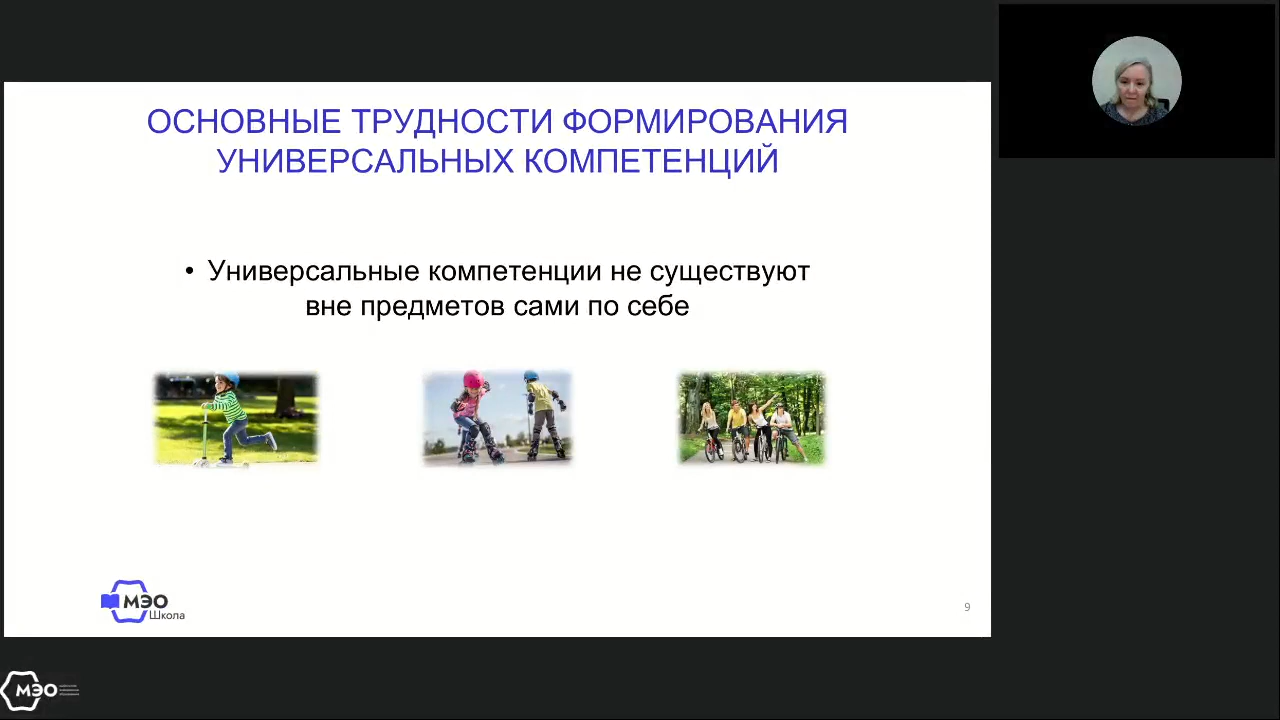 ОСНОВНЫЕ ТРУДНОСТИ ФОРМИРОВАНИЯ
УНИВЕРСАЛЬНЫХ КОМПЕТЕНЦИЙ
• Универсальные компетенции не существуют
вне предметов сами по себе
МЭО
Школа
9
МЭО